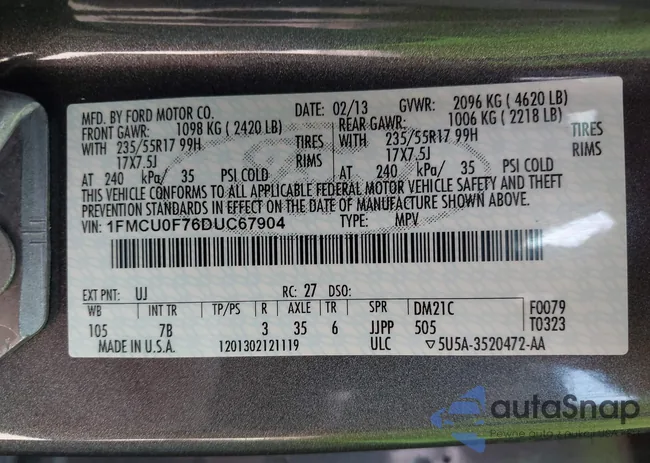 MFD. BY FORD MOTOR CO. DATE: 02/13 GVWR: 2096 KG ( 4620 LB)
FRONT GAWR: 1098 KG ( 2420 LB) REAR GAWR: 1006 KG ( 2218 LB)
WITH 235/55R17 99H TIRES WITH 235/55R17 99H TIRES
17X7.5J RIMS 17X7.5J RIMS
AT 240 kPa/ 35 PSI COLD AT 240 kPa/ 35 PSI COLD
THIS VEHICLE CONFORMS TO ALL APPLICABLE FEDERAL MOTOR VEHICLE SAFETY AND THEFT
PREVENTION STANDARDS IN EFFECT ON THE DATE OF MANUFACTURE SHOWN ABOVE.
VIN: 1FMCU0F76DUC67904 TYPE: MPV
EXT PNT: UJ RC: 27 DSO:
WB INT TR TP/PS R AXLE TR SPR DM21C F0079
105 7B 3 35 6 JJPP 505 T0323
MADE IN U.S.A. 1201302121119 ULC ▽5U5A-3520472-AA
autaSnap
Pewne auto z Europy i USA